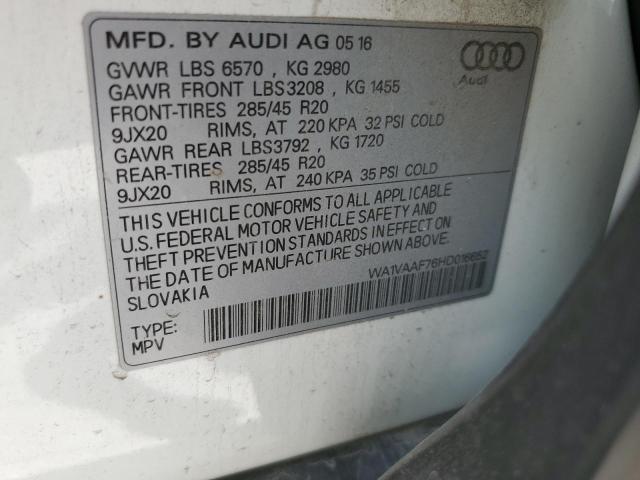 MFD. BY AUDI AG 05 16
GVWR LBS 6570 , KG 2980
GAWR FRONT LBS3208 , KG 1455
FRONT-TIRES 285/45 R20
9JX20 RIMS, AT 220 KPA 32 PSI COLD
GAWR REAR LBS3792 , KG 1720
REAR-TIRES 285/45 R20
9JX20 RIMS, AT 240 KPA 35 PSI COLD
THIS VEHICLE CONFORMS TO ALL APPLICABLE
U.S. FEDERAL MOTOR VEHICLE SAFETY AND
THEFT PREVENTION STANDARDS IN EFFECT ON
THE DATE OF MANUFACTURE SHOWN ABOVE.
SLOVAKIA
WA1VAAF76HD016652
TYPE:
MPV
Audi